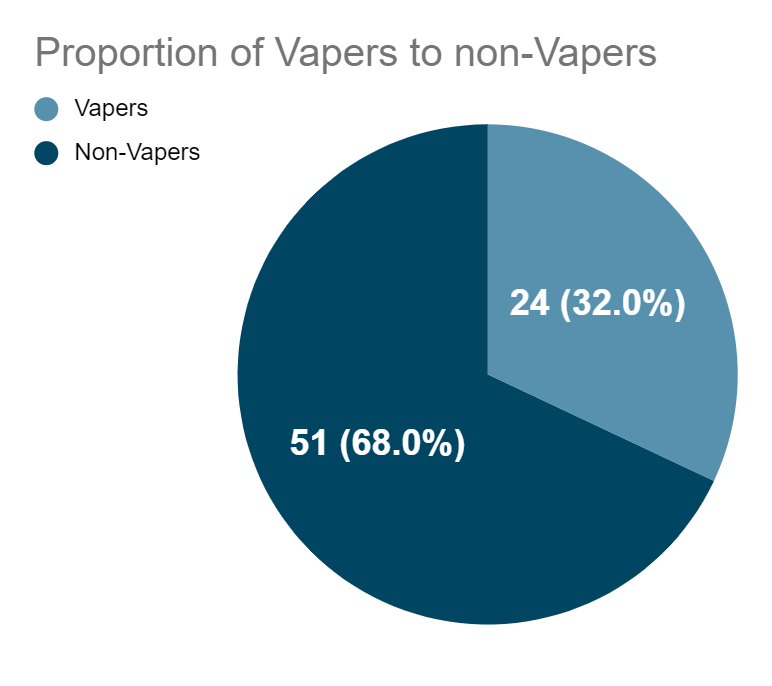 Proportion of Vapers to non-Vapers
Vapers
Non-Vapers
24 (32.0%)
51 (68.0%)